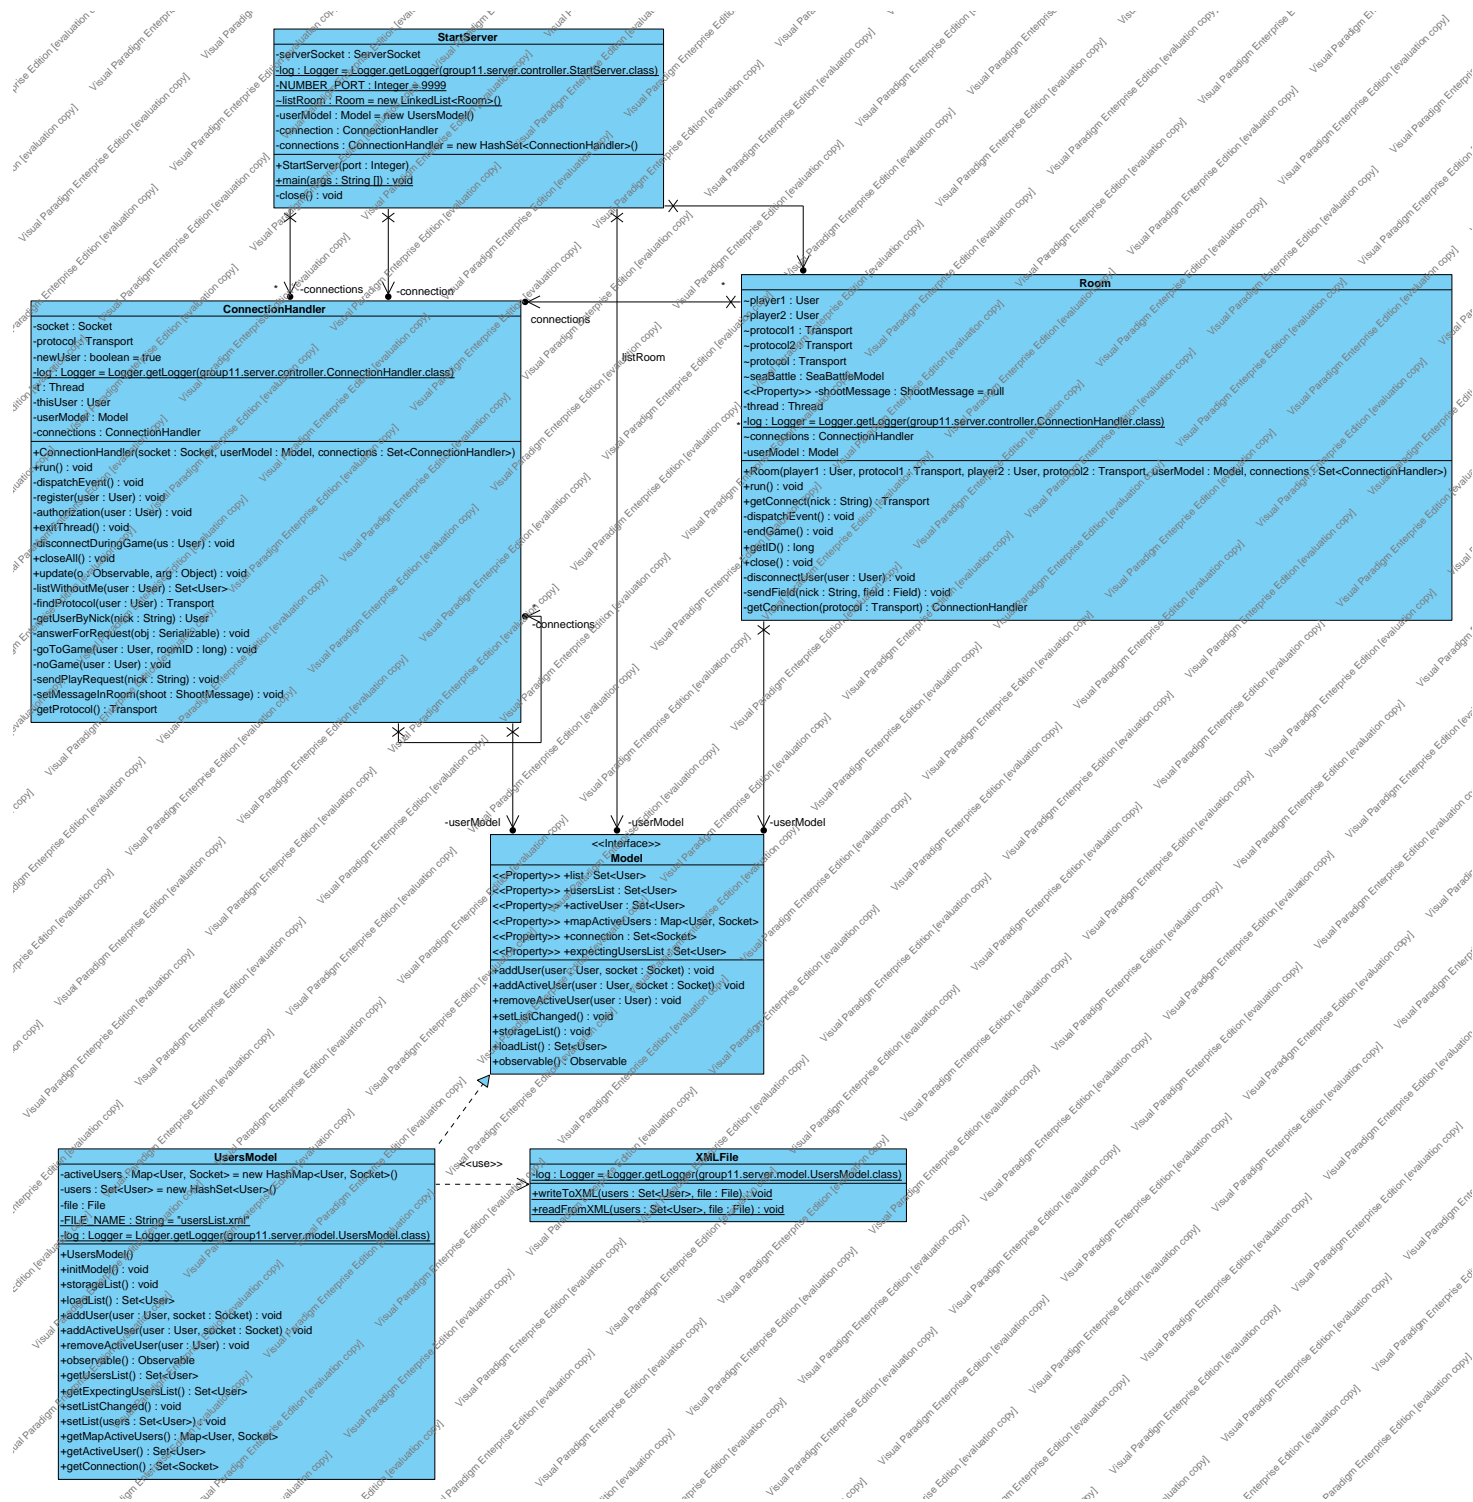 StartServer
-serverSocket : ServerSocket
-log : Logger = Logger.getLogger(group11.server.controller.StartServer.class)
-NUMBER_PORT : Integer = 9999
~listRoom : Room = new LinkedList<Room>()
-userModel : Model = new UsersModel()
-connection : ConnectionHandler
-connections : ConnectionHandler = new HashSet<ConnectionHandler>()
+StartServer(port : Integer)
+main(args : String []) : void
-close() : void
*
-connections
-connection
connections
*
listRoom
*
ConnectionHandler
-socket : Socket
-protocol : Transport
-newUser : boolean = true
-log : Logger = Logger.getLogger(group11.server.controller.ConnectionHandler.class)
-t : Thread
-thisUser : User
-userModel : Model
-connections : ConnectionHandler
+ConnectionHandler(socket : Socket, userModel : Model, connections : Set<ConnectionHandler>)
+run() : void
-dispatchEvent() : void
-register(user : User) : void
-authorization(user : User) : void
+exitThread() : void
-disconnectDuringGame(us : User) : void
+closeAll() : void
+update(o : Observable, arg : Object) : void
-listWithoutMe(user : User) : Set<User>
-findProtocol(user : User) : Transport
-getUserByNick(nick : String) : User
-answerForRequest(obj : Serializable) : void
-goToGame(user : User, roomID : long) : void
-noGame(user : User) : void
-sendPlayRequest(nick : String) : void
-setMessageInRoom(shoot : ShootMessage) : void
-getProtocol() : Transport
*
-connections
Room
~player1 : User
~player2 : User
~protocol1 : Transport
~protocol2 : Transport
~protocol : Transport
~seaBattle : SeaBattleModel
<<Property>> -shootMessage : ShootMessage = null
-thread : Thread
-log : Logger = Logger.getLogger(group11.server.controller.ConnectionHandler.class)
~connections : ConnectionHandler
-userModel : Model
+Room(player1 : User, protocol1 : Transport, player2 : User, protocol2 : Transport, userModel : Model, connections : Set<ConnectionHandler>)
+run() : void
+getConnect(nick : String) : Transport
-dispatchEvent() : void
-endGame() : void
+getID() : long
+close() : void
-disconnectUser(user : User) : void
-sendField(nick : String, field : Field) : void
-getConnection(protocol : Transport) : ConnectionHandler
-userModel
-userModel
-userModel
<<Interface>>
Model
<<Property>> +list : Set<User>
<<Property>> +usersList : Set<User>
<<Property>> +activeUser : Set<User>
<<Property>> +mapActiveUsers : Map<User, Socket>
<<Property>> +connection : Set<Socket>
<<Property>> +expectingUsersList : Set<User>
+addUser(user : User, socket : Socket) : void
+addActiveUser(user : User, socket : Socket) : void
+removeActiveUser(user : User) : void
+setListChanged() : void
+storageList() : void
+loadList() : Set<User>
+observable() : Observable
UsersModel
-activeUsers : Map<User, Socket> = new HashMap<User, Socket>()
-users : Set<User> = new HashSet<User>()
-file : File
-FILE_NAME : String = "usersList.xml"
-log : Logger = Logger.getLogger(group11.server.model.UsersModel.class)
+UsersModel()
+initModel() : void
+storageList() : void
+loadList() : Set<User>
+addUser(user : User, socket : Socket) : void
+addActiveUser(user : User, socket : Socket) : void
+removeActiveUser(user : User) : void
+observable() : Observable
+getUsersList() : Set<User>
+getExpectingUsersList() : Set<User>
+setListChanged() : void
+setList(users : Set<User>) : void
+getMapActiveUsers() : Map<User, Socket>
+getActiveUser() : Set<User>
+getConnection() : Set<Socket>
<<use>>
XMLFile
-log : Logger = Logger.getLogger(group11.server.model.UsersModel.class)
+writeToXML(users : Set<User>, file : File) : void
+readFromXML(users : Set<User>, file : File) : void
Visual Paradigm Enterprise Edition [evaluation copy]